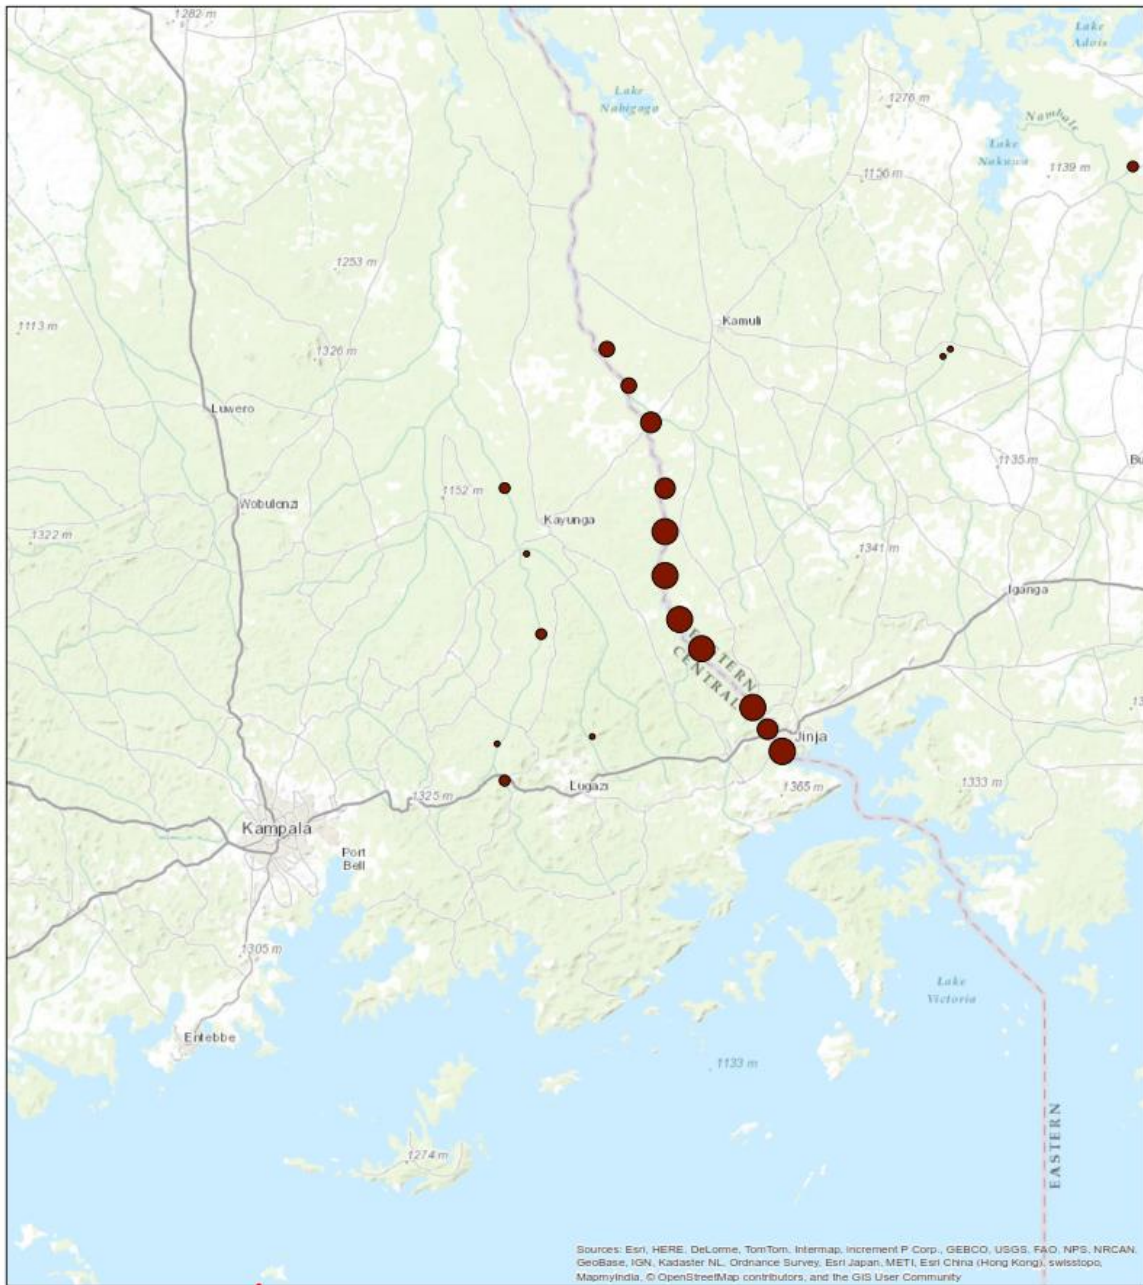 1282 m
Lake
Adois
Lake
Nabigaga
1276 m
Nambale
Lake
Nakuwa
1156 m
1139 m
1253 m
1113 m
Kamuli
1326 m
Luwero
1135 m
Bu
1152 m
Wobulenzi
Kayunga
1322 m
1341 m
Iganga
EASTERN
CENTRAL
Jinja
1325 m
Lugazi
1365 m
1333 m
Kampala
Port
Bell
1305 m
Lake
Victoria
Entebbe
1133 m
EASTERN
1274 m
Sources: Esri, HERE, DeLorme, TomTom, Intermap, increment P Corp., GEBCO, USGS, FAO, NPS, NRCAN,
GeoBase, IGN, Kadaster NL, Ordnance Survey, Esri Japan, METI, Esri China (Hong Kong), swisstopo,
MapmyIndia, © OpenStreetMap contributors, and the GIS User Community